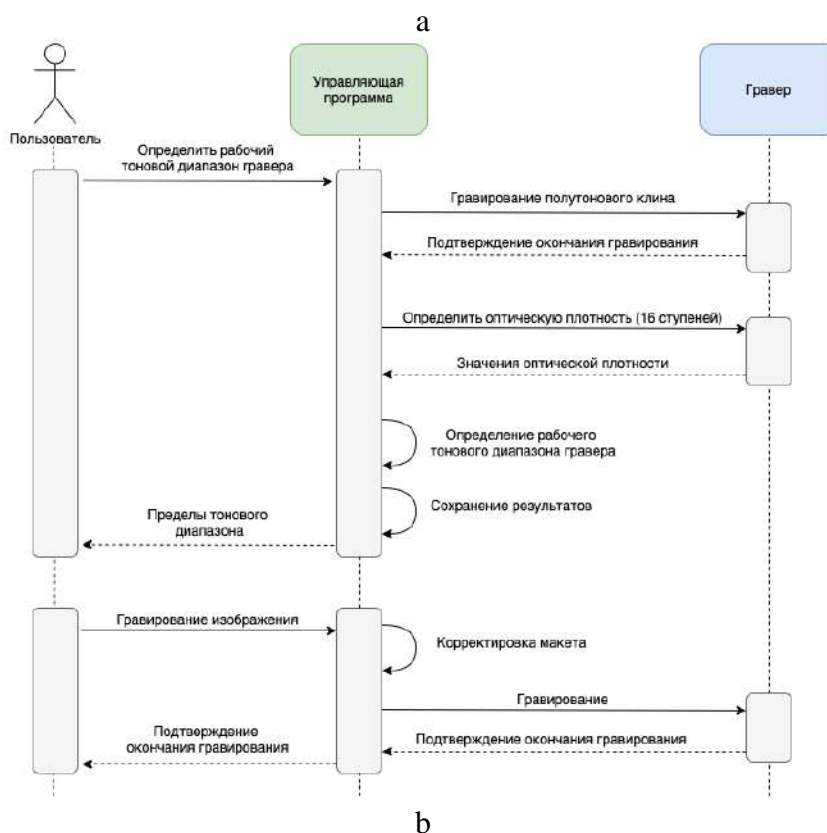 a
Управляющая
программа
Гравер
Пользователь
Определить рабочий
тоновой диапазон гравера
Гравирование полутонового клина
Подтверждение окончания гравирования
Определить оптическую плотность (16 ступеней)
Значения оптической плотности
Определение рабочего
тонового диапазона гравера
Сохранение результатов
Пределы тонового
диапазона
Гравирование изображения
Корректировка макета
Гравирование
Подтверждение
окончания гравирования
Подтверждение окончания гравирования
b